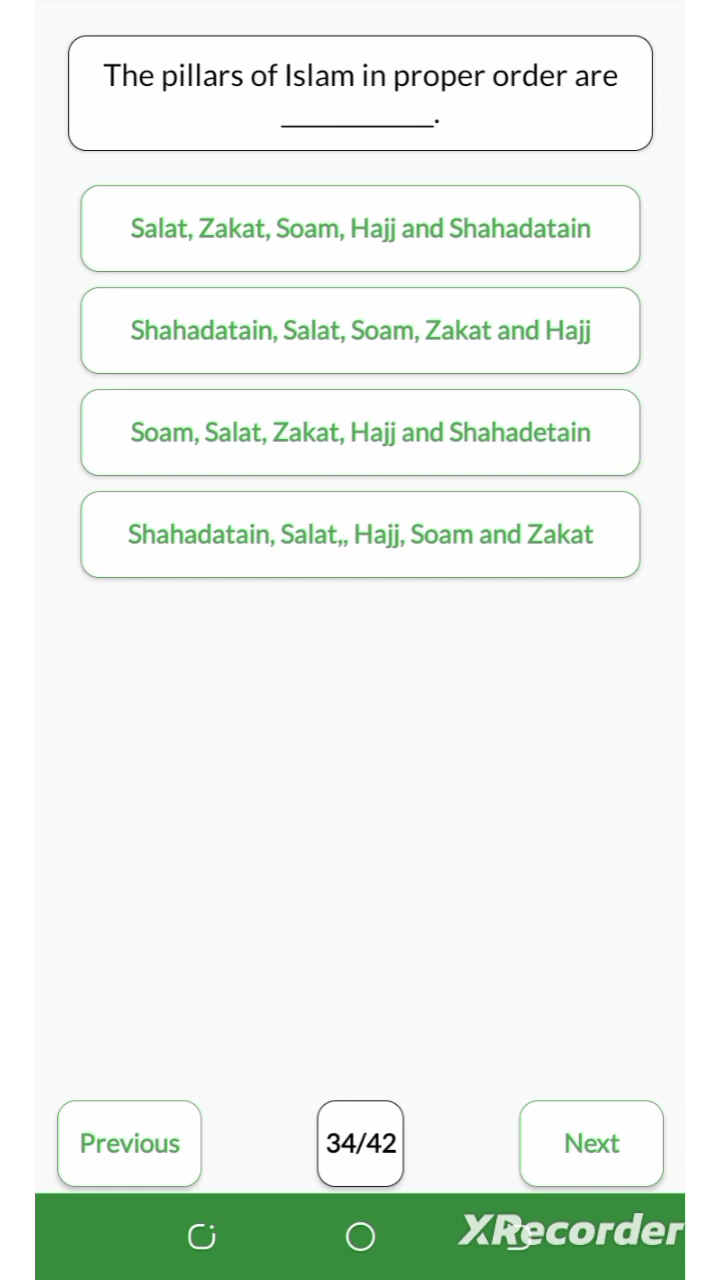 The pillars of Islam in proper order are
___________.
Salat, Zakat, Soam, Hajj and Shahadatain
Shahadatain, Salat, Soam, Zakat and Hajj
Soam, Salat, Zakat, Hajj and Shahadetain
Shahadatain, Salat,, Hajj, Soam and Zakat
Previous
34/42
Next
XRecorder